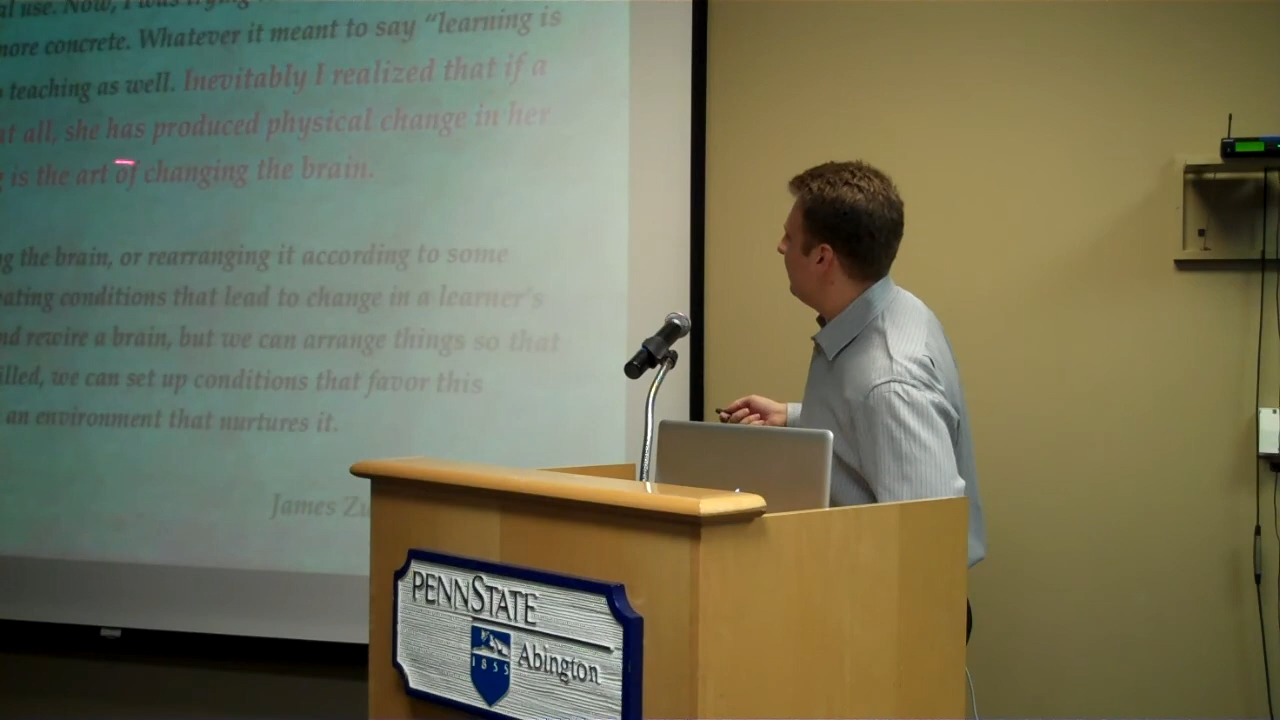 al use. Now, I was trying
more concrete. Whatever it meant to say “learning is
teaching as well. Inevitably I realized that if a
at all, she has produced physical change in her
g is the art of changing the brain.
g the brain, or rearranging it according to some
eating conditions that lead to change in a learner's
nd rewire a brain, but we can arrange things so that
illed, we can set up conditions that favor this
an environment that nurtures it.
James Zu
PENNSTATE
1855
Abington